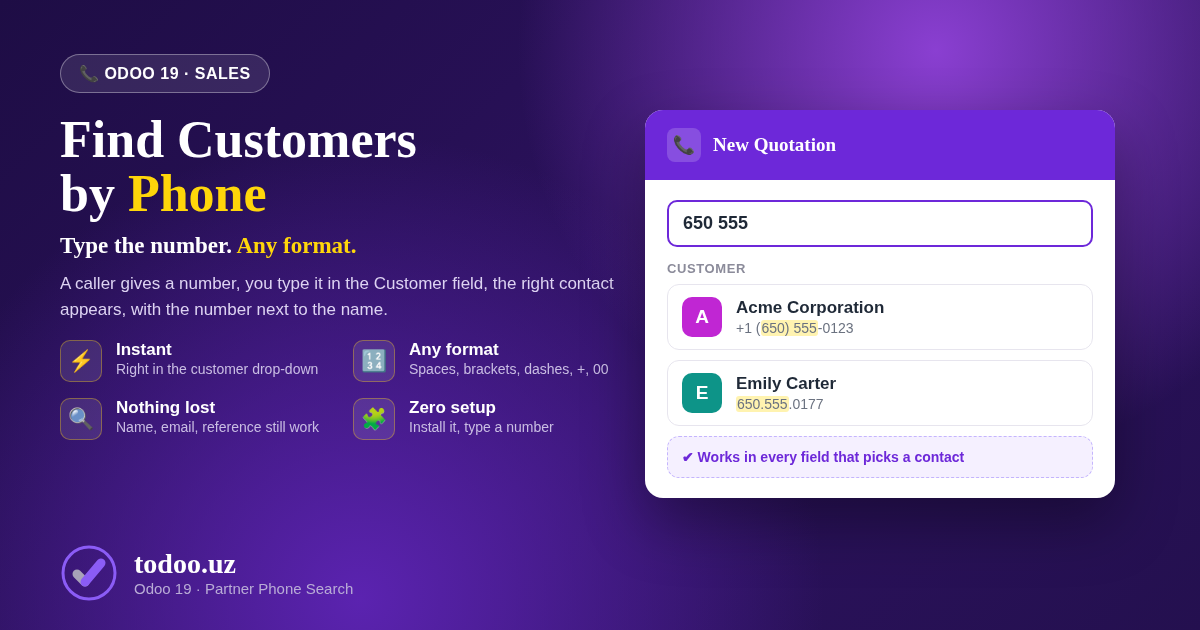 📞 ODOO 19 · SALES
Find Customers
by Phone
Type the number. Any format.
A caller gives a number, you type it in the Customer field, the right contact
appears, with the number next to the name.
⚡ Instant
Right in the customer drop-down
🔢 Any format
Spaces, brackets, dashes, +, 00
🔍 Nothing lost
Name, email, reference still work
🧩 Zero setup
Install it, type a number
todoo.uz
Odoo 19 · Partner Phone Search
📞 New Quotation
650 555
CUSTOMER
A
Acme Corporation
+1 (650) 555-0123
E
Emily Carter
650.555.0177
✔ Works in every field that picks a contact